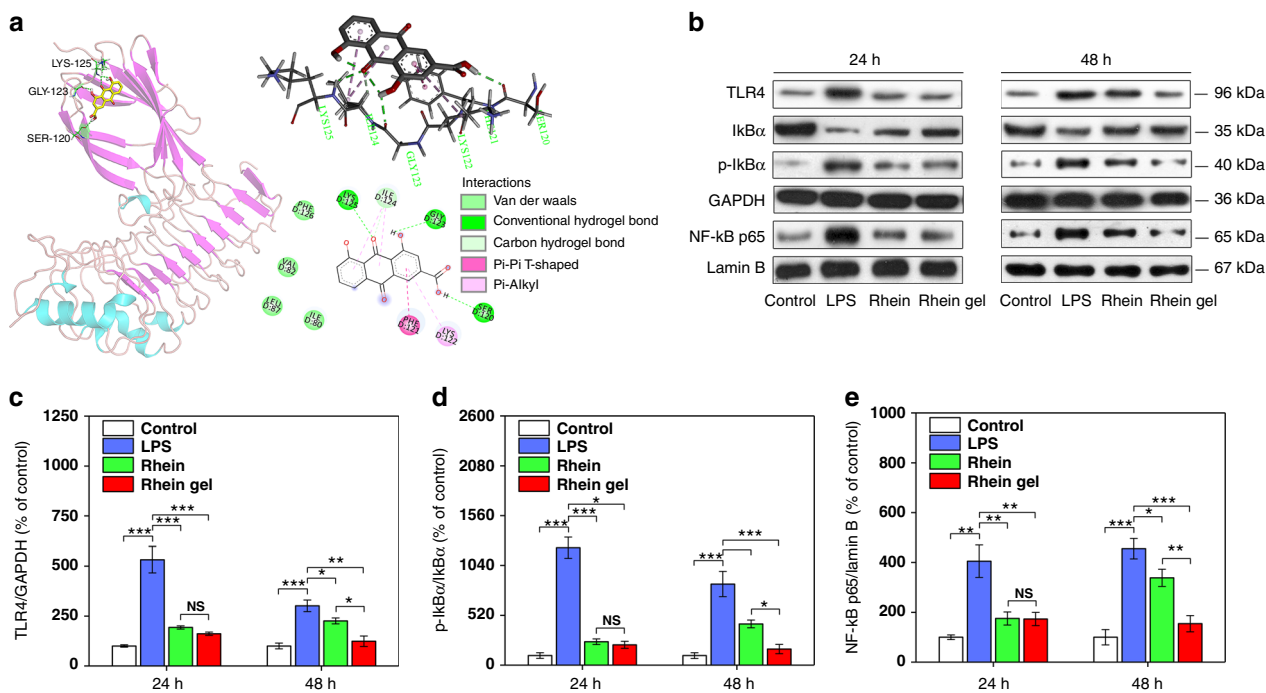 a
LYS-125
GLY-123
SER-120
LYS125
GLY123
LYS122
Interactions
Van der waals
Conventional hydrogel bond
Carbon hydrogel bond
Pi-Pi T-shaped
Pi-Alkyl
PHE D:126
LYS D:125
ILE D:124
GLY D:123
LEU D:87
ILE D:80
PHE D:121
LYS D:122
SER D:120
O
O
O
H
H
b
24 h 48 h
TLR4 96 kDa
IkBα 35 kDa
p-IkBα 40 kDa
GAPDH 36 kDa
NF-kB p65 65 kDa
Lamin B 67 kDa
Control LPS Rhein Rhein gel Control LPS Rhein Rhein gel
c
TLR4/GAPDH (% of control)
1250
1000
750
500
250
0
Control
LPS
Rhein
Rhein gel
***
***
***
NS
***
**
*
*
24 h 48 h
d
p-IkBα/IkBα (% of control)
2600
2080
1560
1040
520
0
Control
LPS
Rhein
Rhein gel
*
***
***
NS
***
***
*
*
24 h 48 h
e
NF-kB p65/lamin B (% of control)
1000
800
600
400
200
0
Control
LPS
Rhein
Rhein gel
**
**
**
NS
***
***
*
**
24 h 48 h